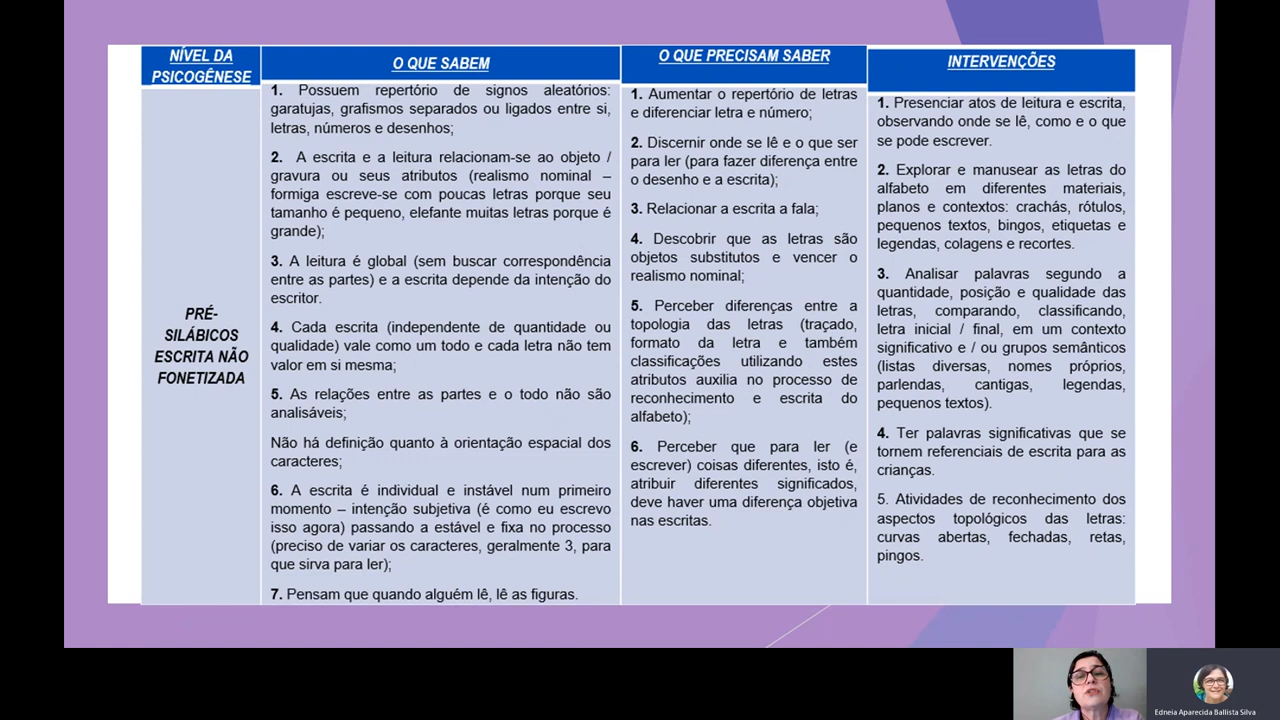 NÍVEL DA
PSICOGÊNESE
O QUE SABEM
O QUE PRECISAM SABER
INTERVENÇÕES
PRÉ-
SILÁBICOS
ESCRITA NÃO
FONETIZADA
1. Possuem repertório de signos aleatórios:
garatujas, grafismos separados ou ligados entre si,
letras, números e desenhos;
2. A escrita e a leitura relacionam-se ao objeto /
gravura ou seus atributos (realismo nominal –
formiga escreve-se com poucas letras porque seu
tamanho é pequeno, elefante muitas letras porque é
grande);
3. A leitura é global (sem buscar correspondência
entre as partes) e a escrita depende da intenção do
escritor.
4. Cada escrita (independente de quantidade ou
qualidade) vale como um todo e cada letra não tem
valor em si mesma;
5. As relações entre as partes e o todo não são
analisáveis;
Não há definição quanto à orientação espacial dos
caracteres;
6. A escrita é individual e instável num primeiro
momento – intenção subjetiva (é como eu escrevo
isso agora) passando a estável e fixa no processo
(preciso de variar os caracteres, geralmente 3, para
que sirva para ler);
7. Pensam que quando alguém lê, lê as figuras.
1. Aumentar o repertório de letras
e diferenciar letra e número;
2. Discernir onde se lê e o que ser
para ler (para fazer diferença entre
o desenho e a escrita);
3. Relacionar a escrita a fala;
4. Descobrir que as letras são
objetos substitutos e vencer o
realismo nominal;
5. Perceber diferenças entre a
topologia das letras (traçado,
formato da letra e também
classificações utilizando estes
atributos auxilia no processo de
reconhecimento e escrita do
alfabeto);
6. Perceber que para ler (e
escrever) coisas diferentes, isto é,
atribuir diferentes significados,
deve haver uma diferença objetiva
nas escritas.
1. Presenciar atos de leitura e escrita,
observando onde se lê, como e o que
se pode escrever.
2. Explorar e manusear as letras do
alfabeto em diferentes materiais,
planos e contextos: crachás, rótulos,
pequenos textos, bingos, etiquetas e
legendas, colagens e recortes.
3. Analisar palavras segundo a
quantidade, posição e qualidade das
letras, comparando, classificando,
letra inicial / final, em um contexto
significativo e / ou grupos semânticos
(listas diversas, nomes próprios,
parlendas, cantigas, legendas,
pequenos textos).
4. Ter palavras significativas que se
tornem referenciais de escrita para as
crianças.
5. Atividades de reconhecimento dos
aspectos topológicos das letras:
curvas abertas, fechadas, retas,
pingos.
Edneia Aparecida Ballista Silva